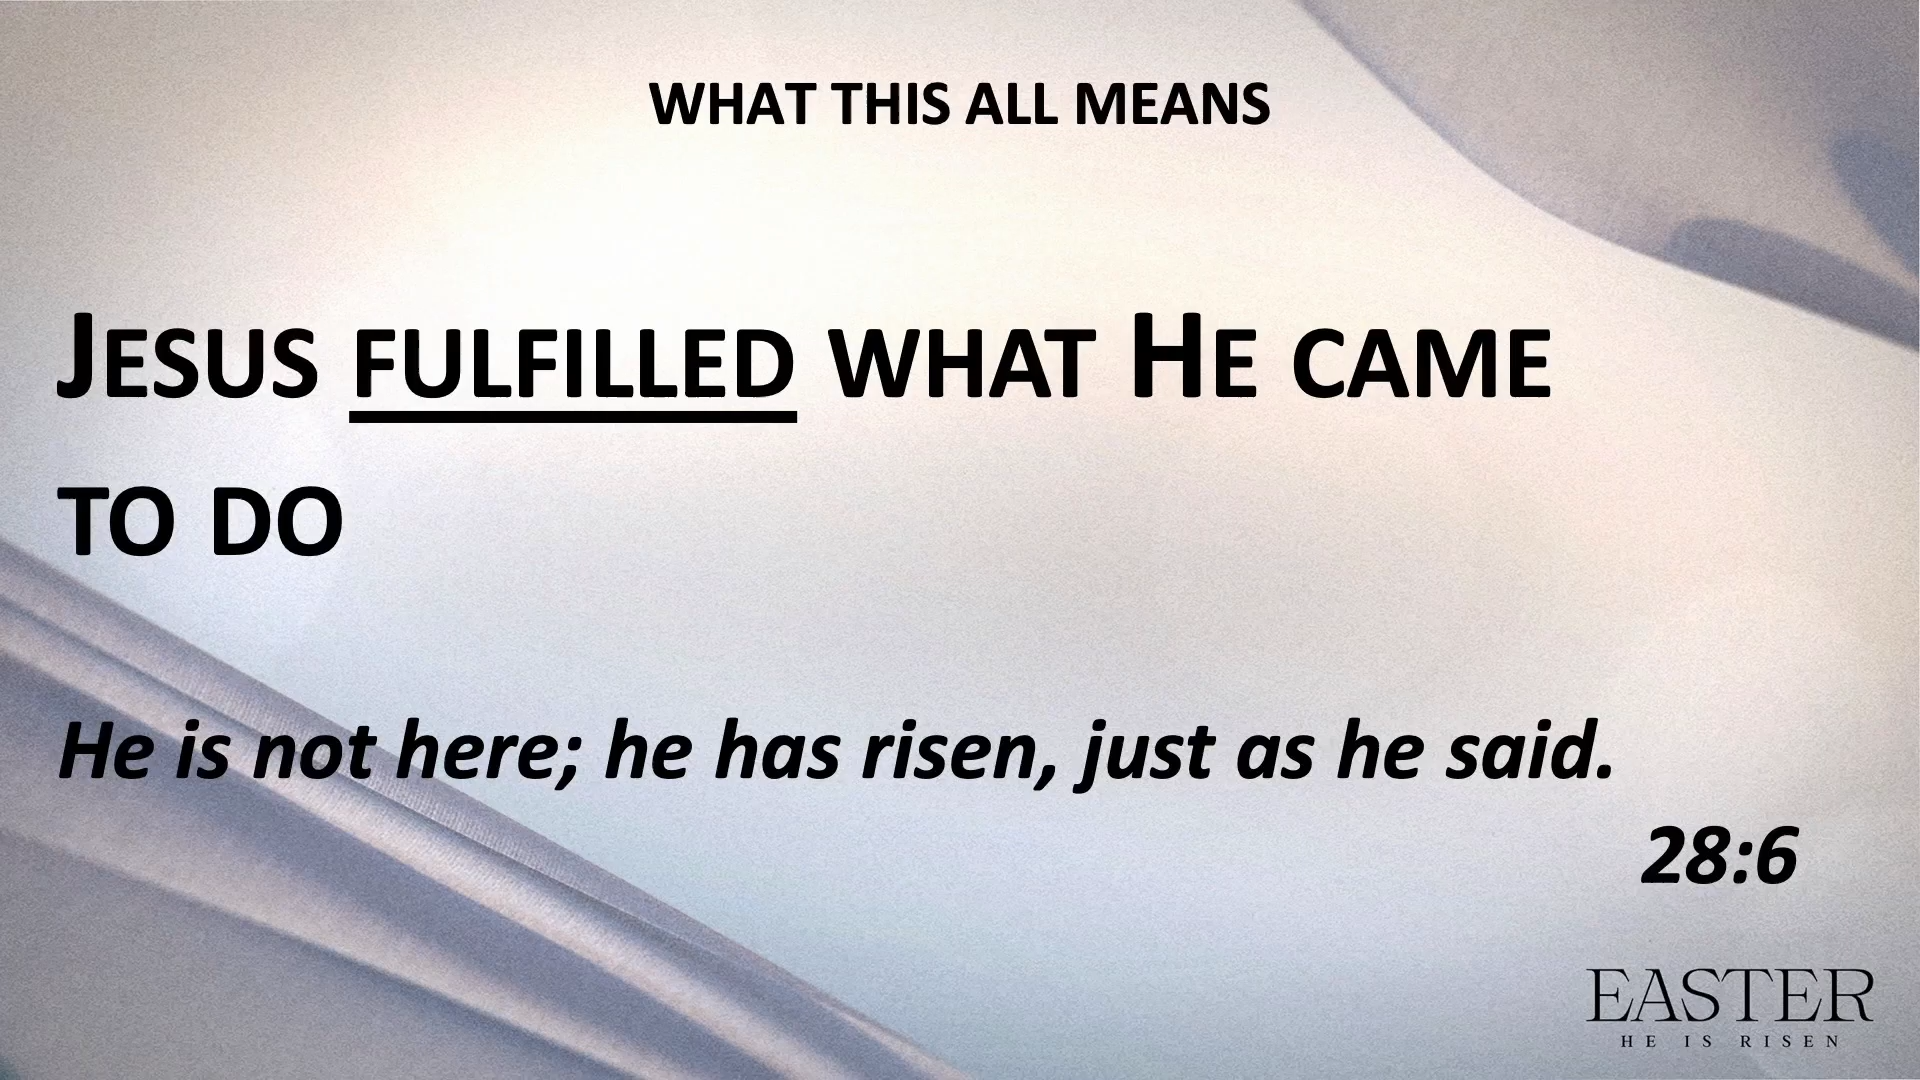 WHAT THIS ALL MEANS
JESUS FULFILLED WHAT HE CAME
TO DO
He is not here; he has risen, just as he said.
28:6
EASTER
HE IS RISEN